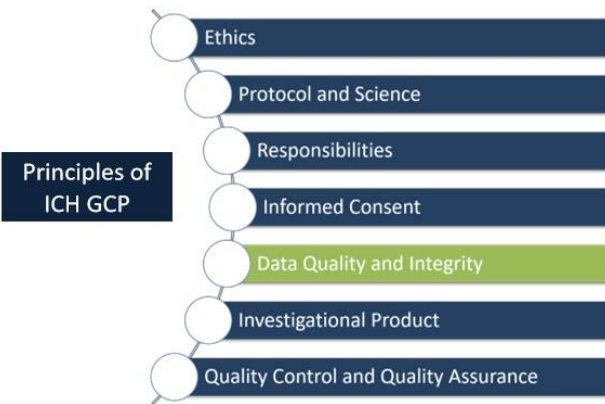 Ethics
Protocol and Science
Responsibilities
Principles of
ICH GCP
Informed Consent
Data Quality and Integrity
Investigational Product
Quality Control and Quality Assurance